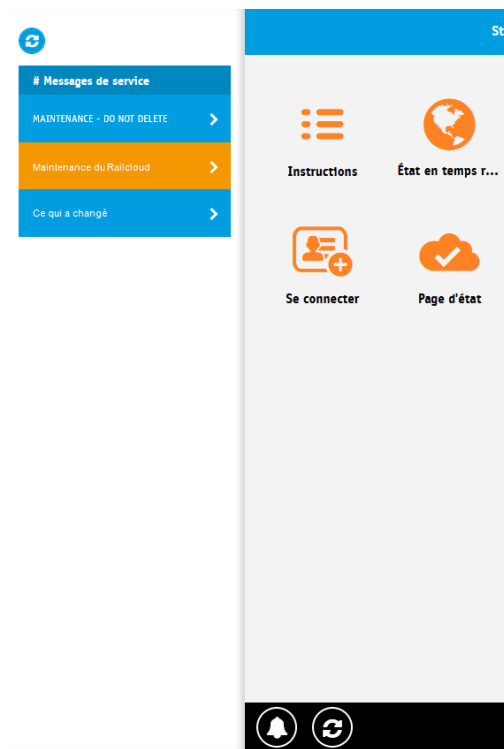 # Messages de service
MAINTENANCE - DO NOT DELETE
Maintenance du Railcloud
Ce qui a changé
St
Instructions
État en temps r...
Se connecter
Page d'état